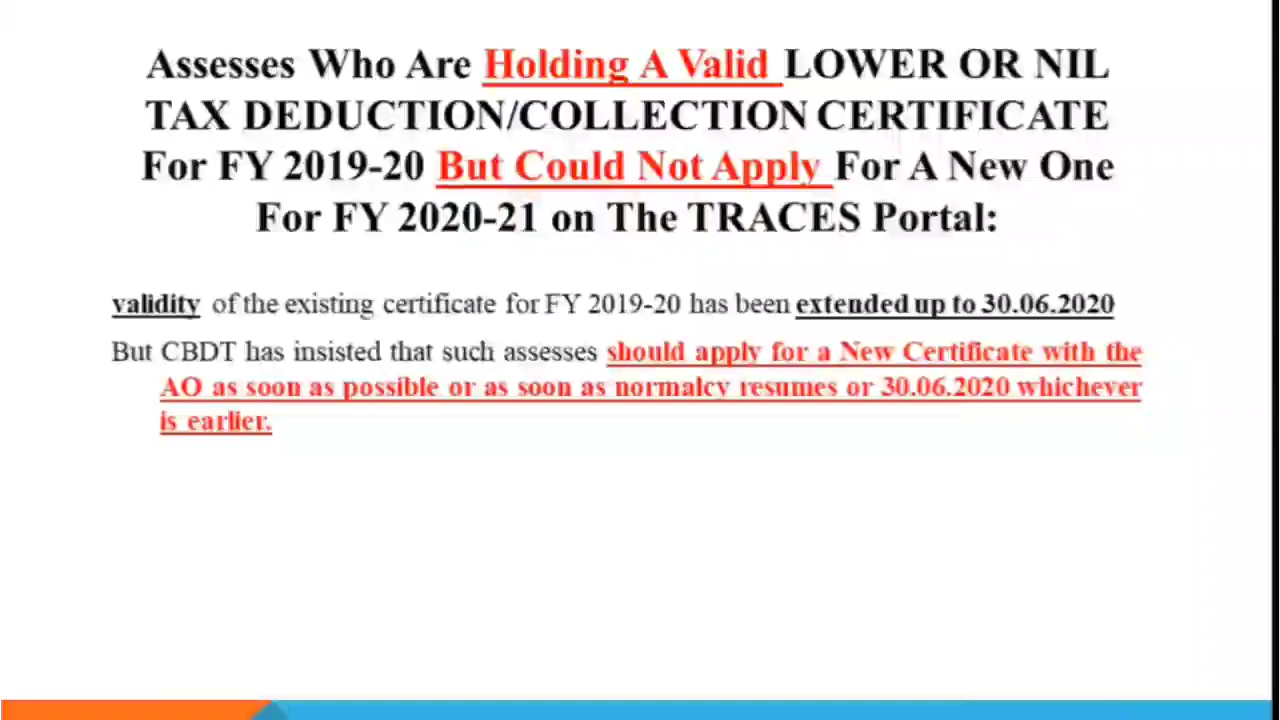 Assesses Who Are Holding A Valid LOWER OR NIL
TAX DEDUCTION/COLLECTION CERTIFICATE
For FY 2019-20 But Could Not Apply For A New One
For FY 2020-21 on The TRACES Portal:
validity of the existing certificate for FY 2019-20 has been extended up to 30.06.2020
But CBDT has insisted that such assesses should apply for a New Certificate with the
AO as soon as possible or as soon as normalcy resumes or 30.06.2020 whichever
is earlier.